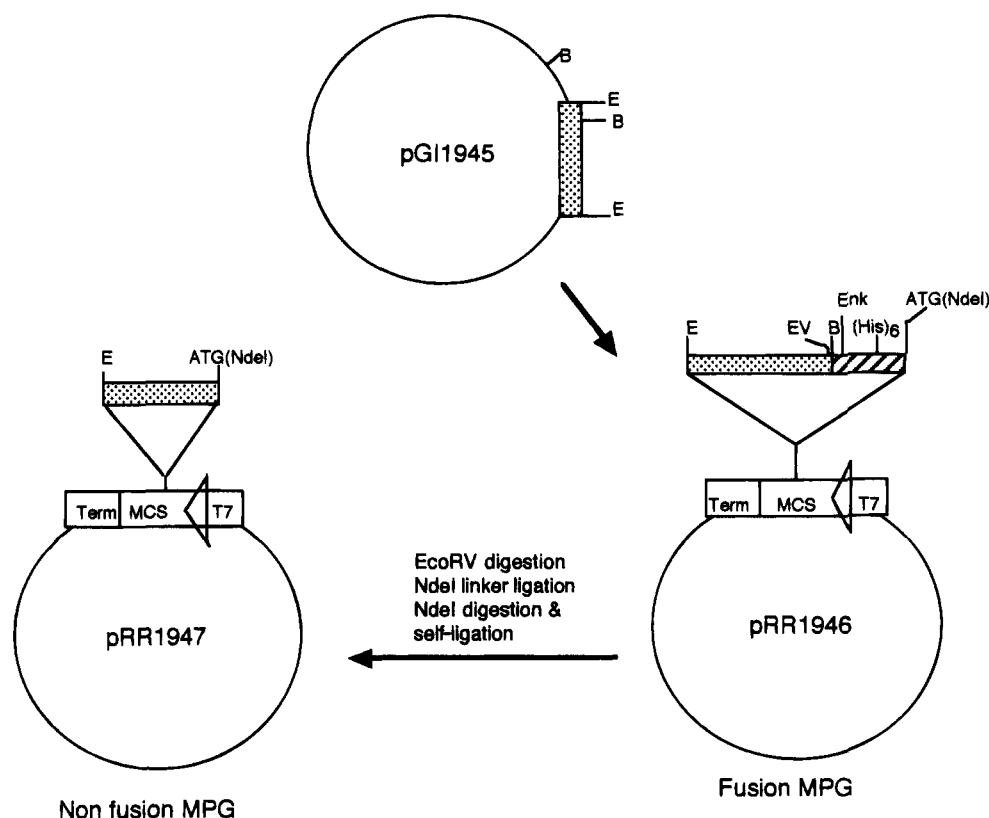 B
E
B
pGI1945
E
Enk
ATG(NdeI)
E
EV
B
(His)6
E
ATG(NdeI)
Term
MCS
T7
Term
MCS
T7
EcoRV digestion
NdeI linker ligation
NdeI digestion &
self-ligation
pRR1947
pRR1946
Non fusion MPG
Fusion MPG